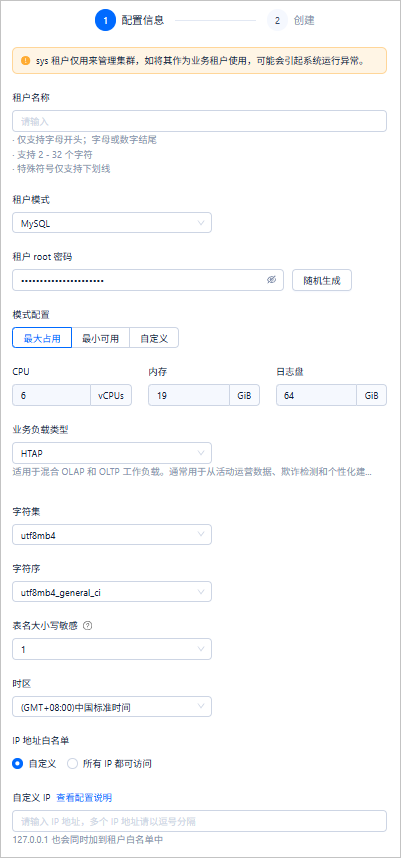 1 配置信息 2 创建
sys 租户仅用来管理集群，如将其作为业务租户使用，可能会引起系统运行异常。
租户名称
请输入
· 仅支持字母开头；字母或数字结尾
· 支持 2 - 32 个字符
· 特殊符号仅支持下划线
租户模式
MySQL
租户 root 密码
•••••••••••••••••••••• 随机生成
模式配置
最大占用 最小可用 自定义
CPU 内存 日志盘
6 vCPUs 19 GiB 64 GiB
业务负载类型
HTAP
适用于混合 OLAP 和 OLTP 工作负载。通常用于从活动运营数据、欺诈检测和个性化建...
字符集
utf8mb4
字符序
utf8mb4_general_ci
表名大小写敏感 ?
1
时区
(GMT+08:00)中国标准时间
IP 地址白名单
自定义 所有 IP 都可访问
自定义 IP 查看配置说明
请输入 IP 地址，多个 IP 地址请以逗号分隔
127.0.0.1 也会同时加到租户白名单中